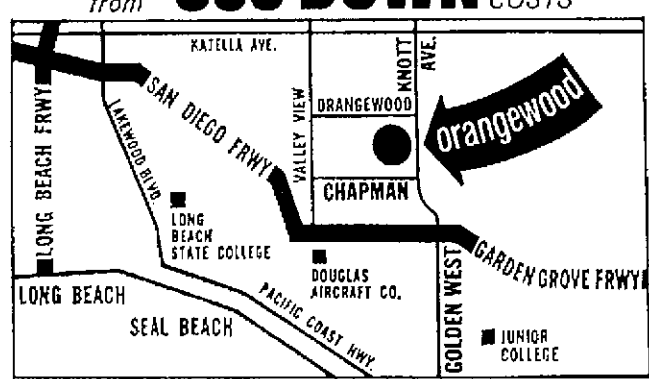 from
COSTS
KATELLA AVE.
KNOTT AVE.
ORANGEWOOD
orangewood
SAN DIEGO FRWY
LAKEWOOD BLVD.
VALLEY VIEW
LONG BEACH FRWY
CHAPMAN
LONG
BEACH
STATE COLLEGE
DOUGLAS
AIRCRAFT CO.
GARDEN GROVE FRWY
GOLDEN WEST
LONG BEACH
SEAL BEACH
PACIFIC COAST HWY.
JUNIOR
COLLEGE